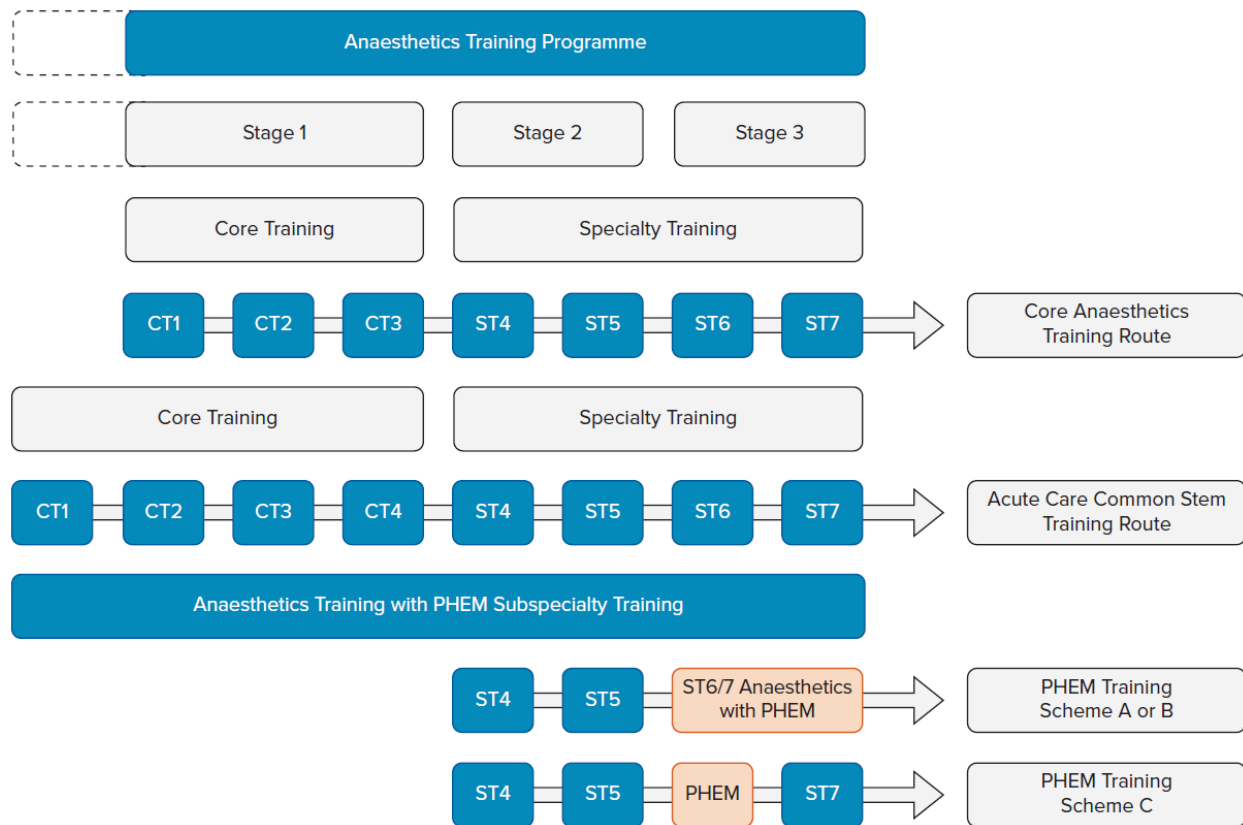 Anaesthetics Training Programme
Stage 1
Stage 2
Stage 3
Core Training
Specialty Training
CT1
CT2
CT3
ST4
ST5
ST6
ST7
Core Anaesthetics
Training Route
Core Training
Specialty Training
CT1
CT2
CT3
CT4
ST4
ST5
ST6
ST7
Acute Care Common Stem
Training Route
Anaesthetics Training with PHEM Subspecialty Training
ST4
ST5
ST6/7 Anaesthetics
with PHEM
PHEM Training
Scheme A or B
ST4
ST5
PHEM
ST7
PHEM Training
Scheme C